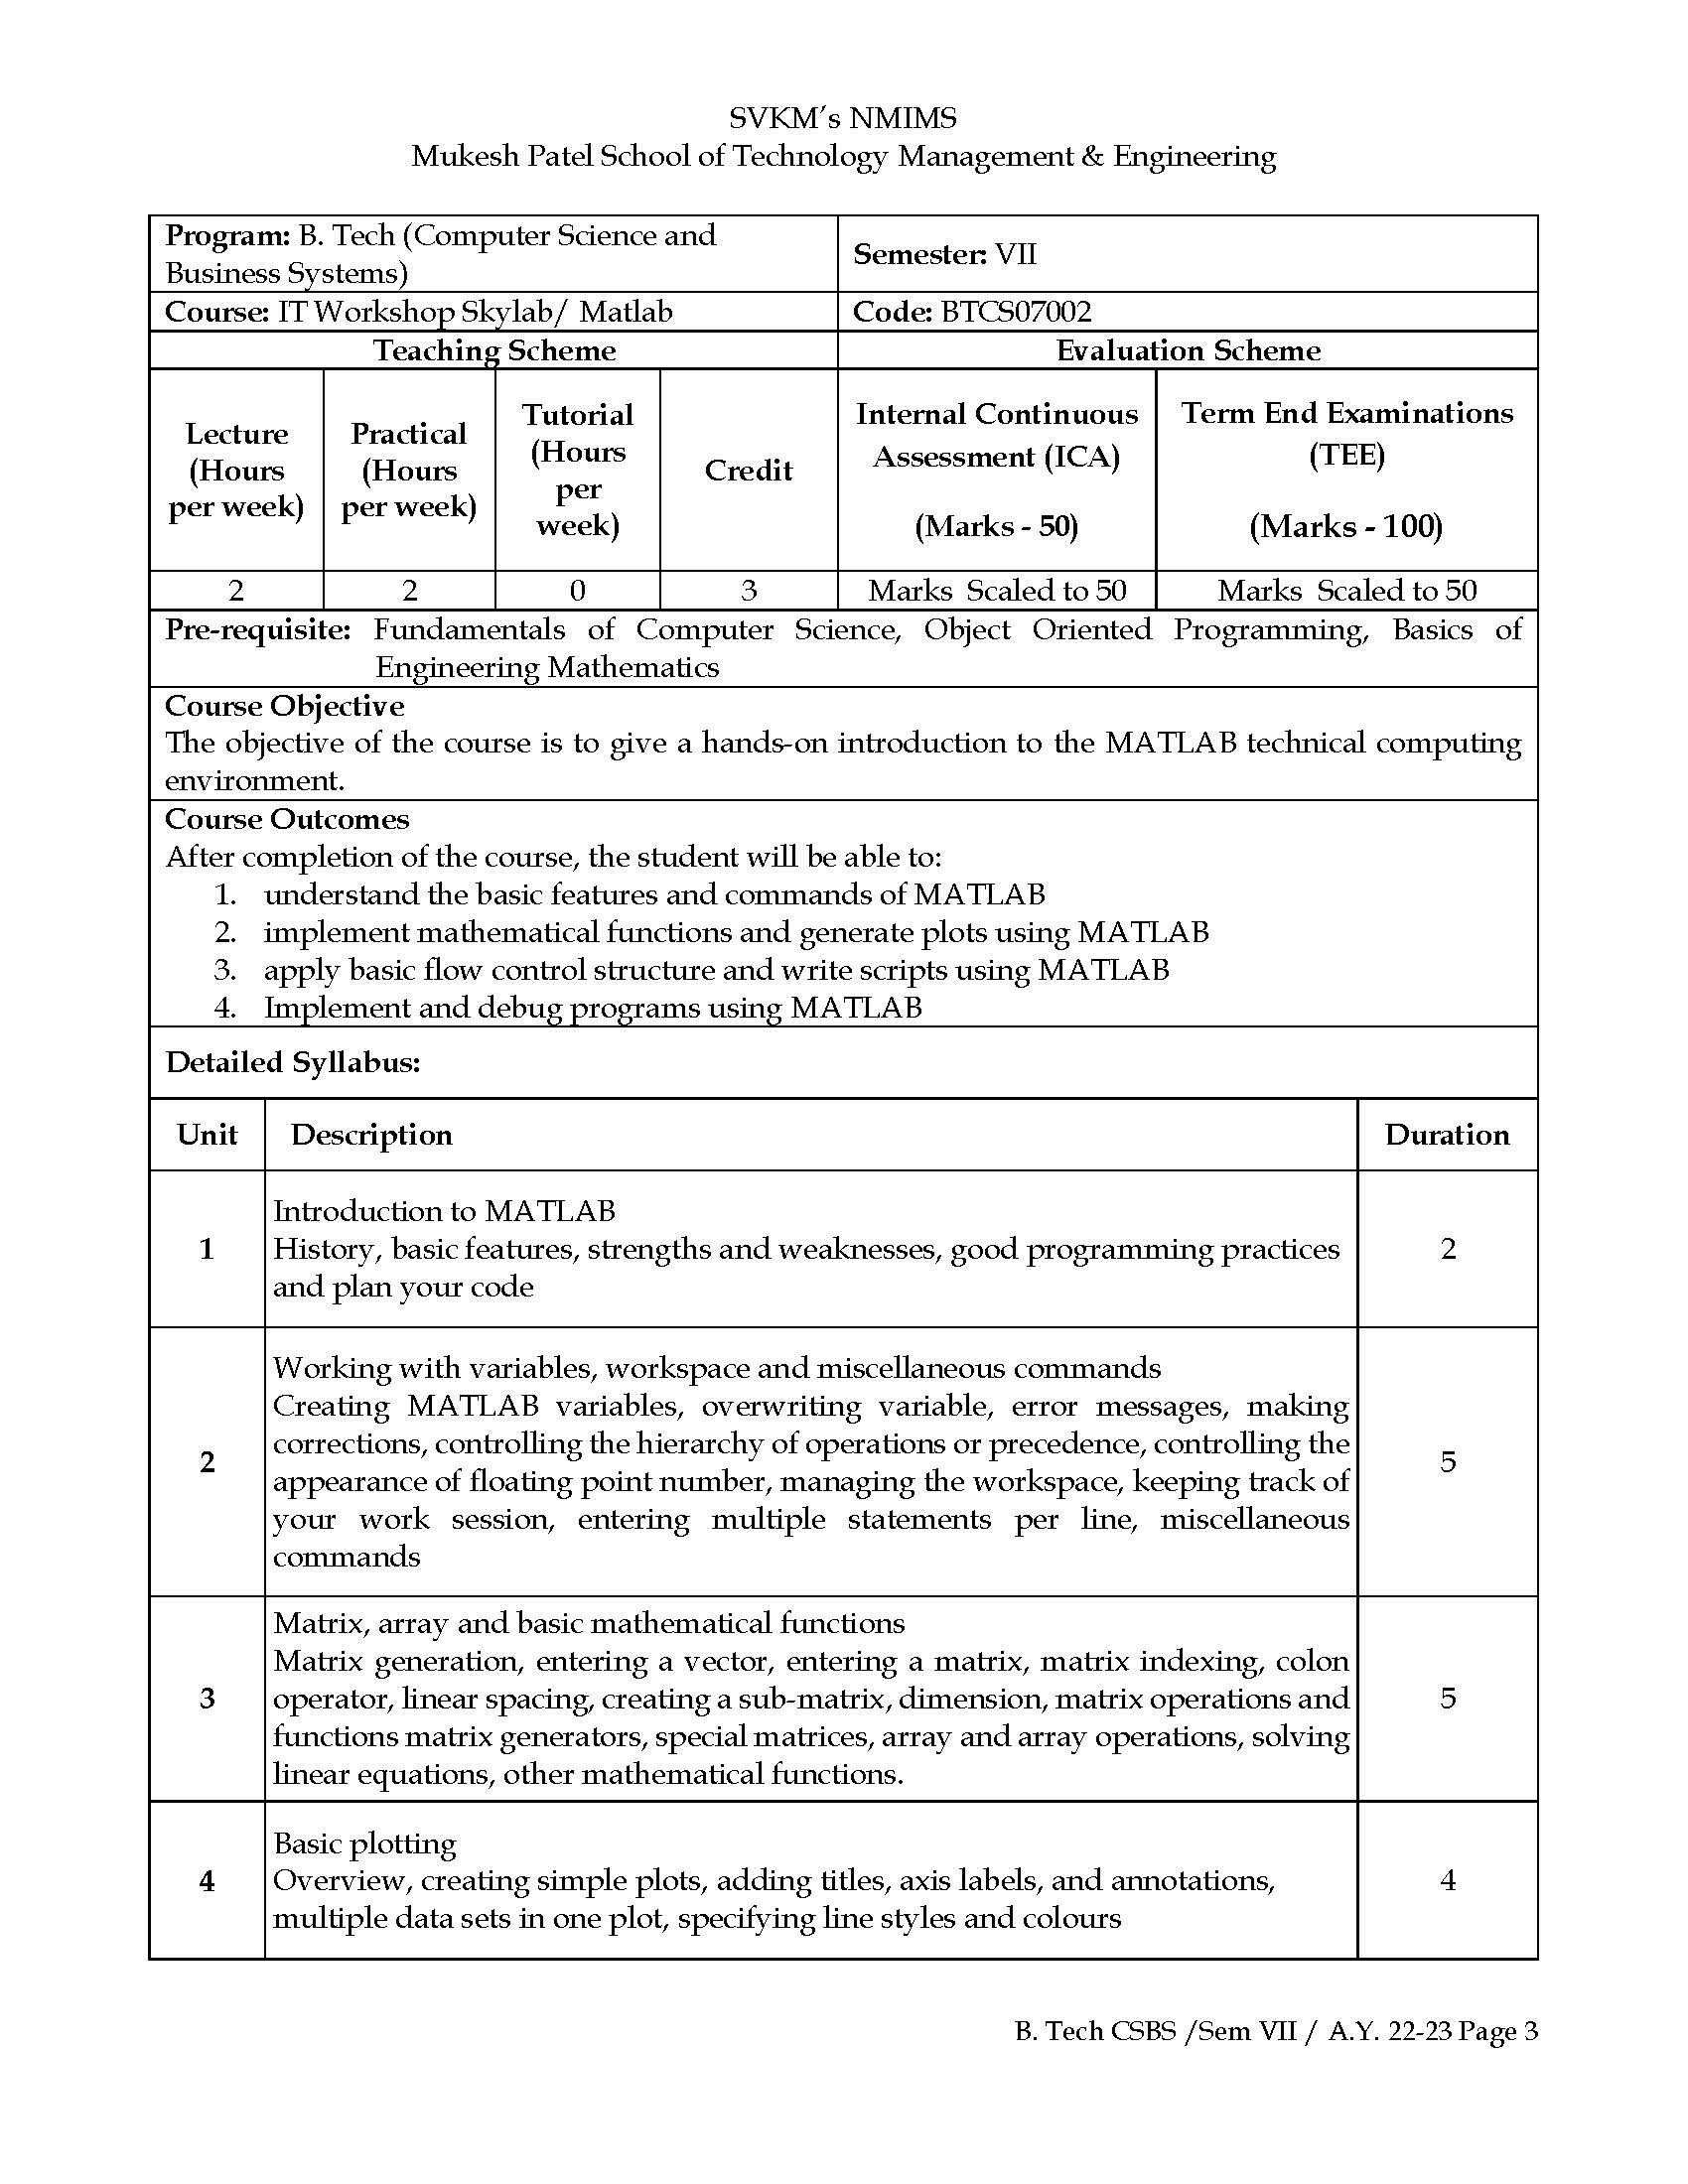 SVKM's NMIMS
Mukesh Patel School of Technology Management & Engineering
Program: B. Tech (Computer Science and
Business Systems)
Semester: VII
Course: IT Workshop Skylab/ Matlab
Code: BTCS07002
Teaching Scheme
Evaluation Scheme
Lecture
(Hours
per week)
Practical
(Hours
per week)
Tutorial
(Hours
per
week)
Credit
Internal Continuous
Assessment (ICA)
(Marks - 50)
Term End Examinations
(TEE)
(Marks - 100)
2
2
0
3
Marks Scaled to 50
Marks Scaled to 50
Pre-requisite: Fundamentals of Computer Science, Object Oriented Programming, Basics of
Engineering Mathematics
Course Objective
The objective of the course is to give a hands-on introduction to the MATLAB technical computing
environment.
Course Outcomes
After completion of the course, the student will be able to:
1. understand the basic features and commands of MATLAB
2. implement mathematical functions and generate plots using MATLAB
3. apply basic flow control structure and write scripts using MATLAB
4. Implement and debug programs using MATLAB
Detailed Syllabus:
Unit
Description
Duration
1
Introduction to MATLAB
History, basic features, strengths and weaknesses, good programming practices
and plan your code
2
2
Working with variables, workspace and miscellaneous commands
Creating MATLAB variables, overwriting variable, error messages, making
corrections, controlling the hierarchy of operations or precedence, controlling the
appearance of floating point number, managing the workspace, keeping track of
your work session, entering multiple statements per line, miscellaneous
commands
5
3
Matrix, array and basic mathematical functions
Matrix generation, entering a vector, entering a matrix, matrix indexing, colon
operator, linear spacing, creating a sub-matrix, dimension, matrix operations and
functions matrix generators, special matrices, array and array operations, solving
linear equations, other mathematical functions.
5
4
Basic plotting
Overview, creating simple plots, adding titles, axis labels, and annotations,
multiple data sets in one plot, specifying line styles and colours
4
B. Tech CSBS /Sem VII / A.Y. 22-23 Page 3